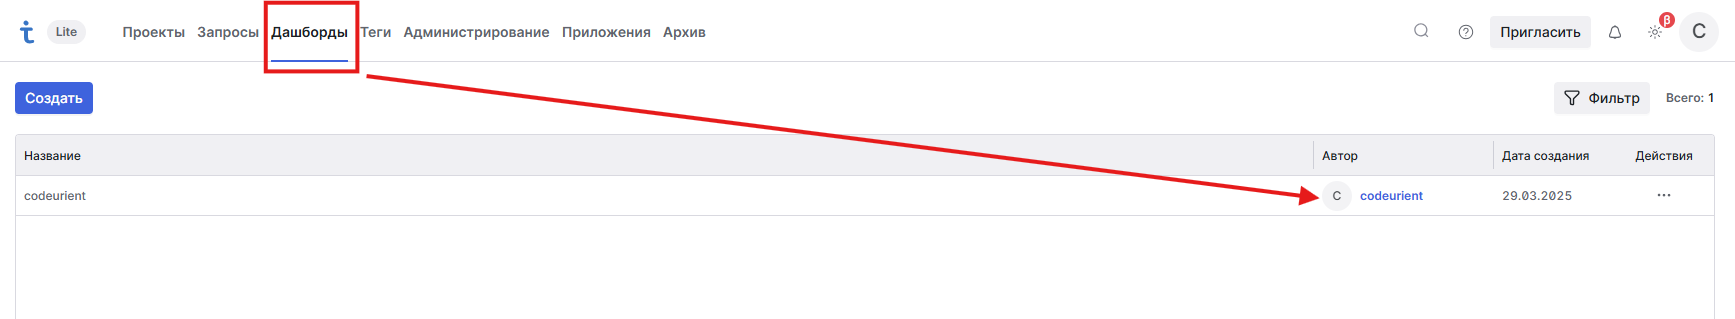 Lite Проекты Запросы Дашборды Теги Администрирование Приложения Архив Пригласить β C
Создать Фильтр Всего: 1
Название Автор Дата создания Действия
codeurient C codeurient 29.03.2025 ···